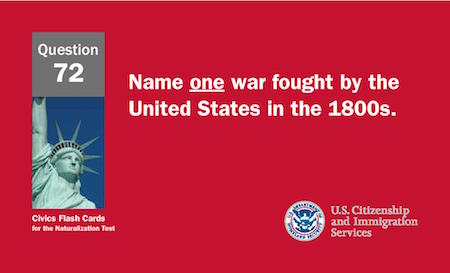 Question
72
Name one war fought by the
United States in the 1800s.
Civics Flash Cards
for the Naturalization Test
U.S. Citizenship
and Immigration
Services